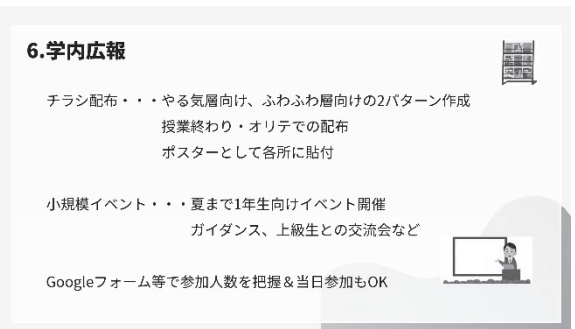 6.学内広報
チラシ配布・・・やる気層向け、ふわふわ層向けの2パターン作成
授業終わり・オリテでの配布
ポスターとして各所に貼付
小規模イベント・・・夏まで1年生向けイベント開催
ガイダンス、上級生との交流会など
Googleフォーム等で参加人数を把握＆当日参加もOK